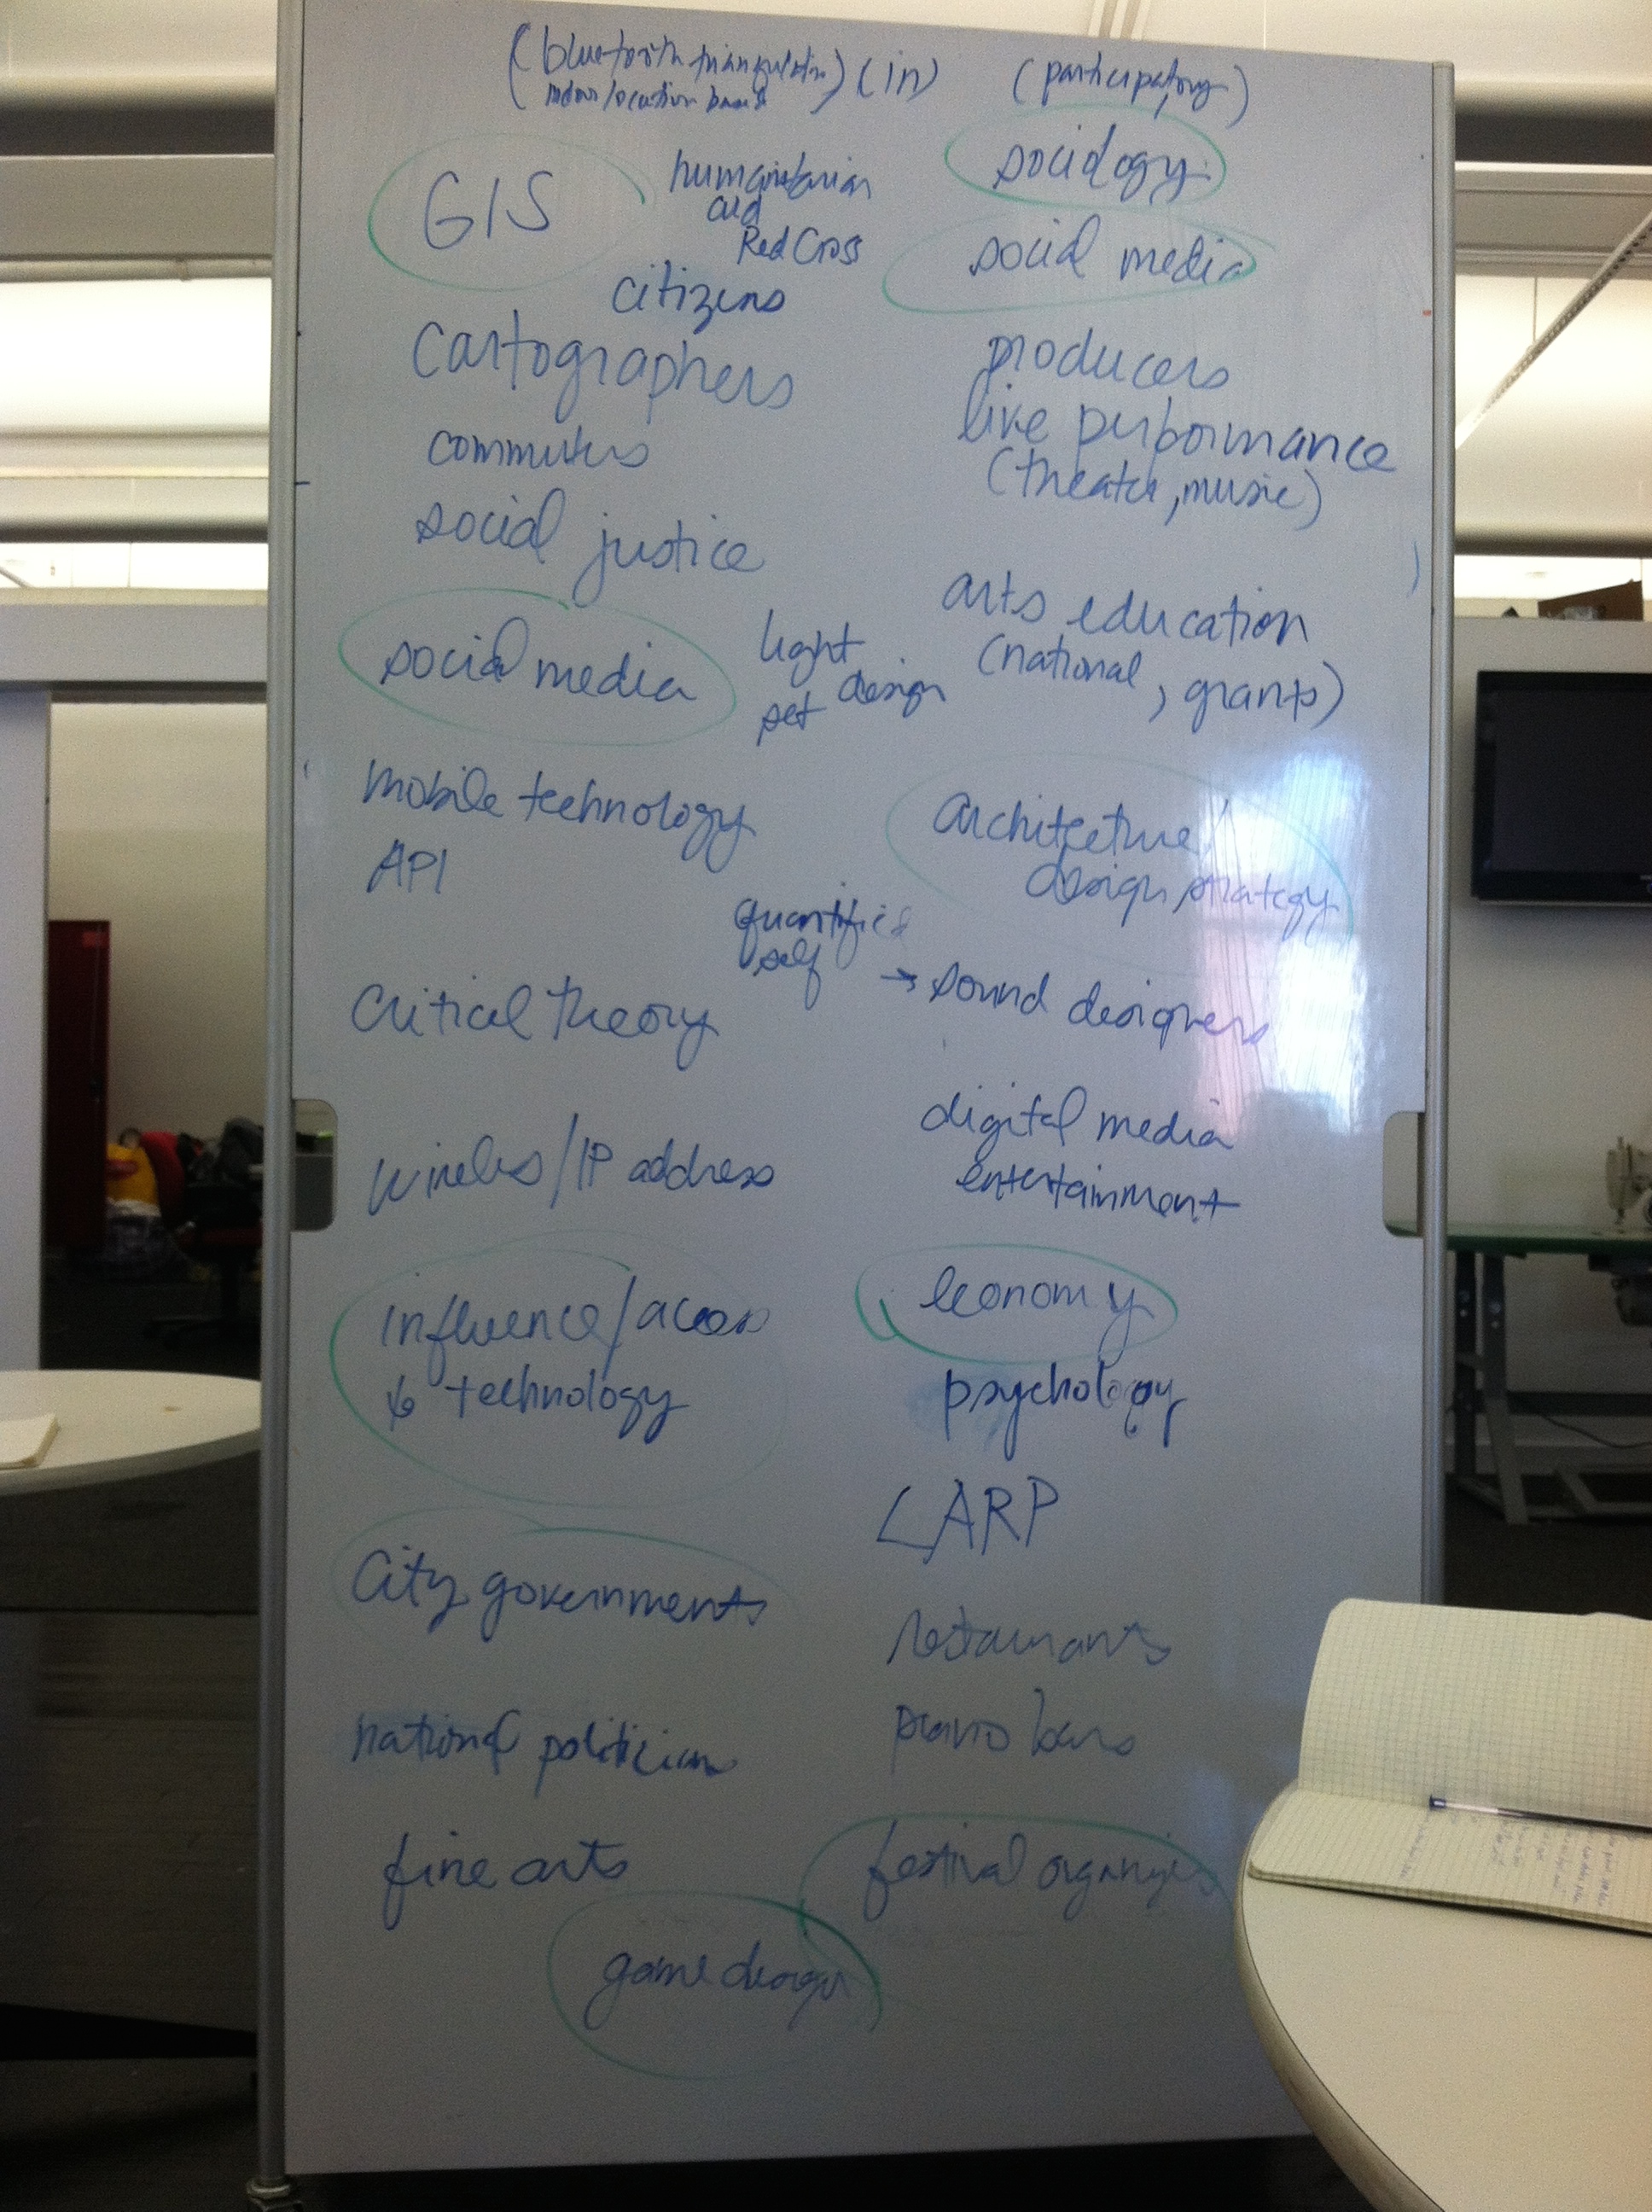 (bluetooth triangulation) (in)
indoor location based
(participatory)
GIS
humanitarian
aid
Red Cross
citizens
cartographers
commuters
social justice
social media
light
set design
mobile technology
API
quantified
self
critical theory
wireless/IP address
influence/access
to technology
City governments
national politician
fine arts
game design
sociology
social media
producers
live performance
(theater, music)
arts education
(national, grants)
architecture/
design strategy
→ sound designers
digital media
entertainment
economy
psychology
LARP
restaurants
piano bars
festival organizers